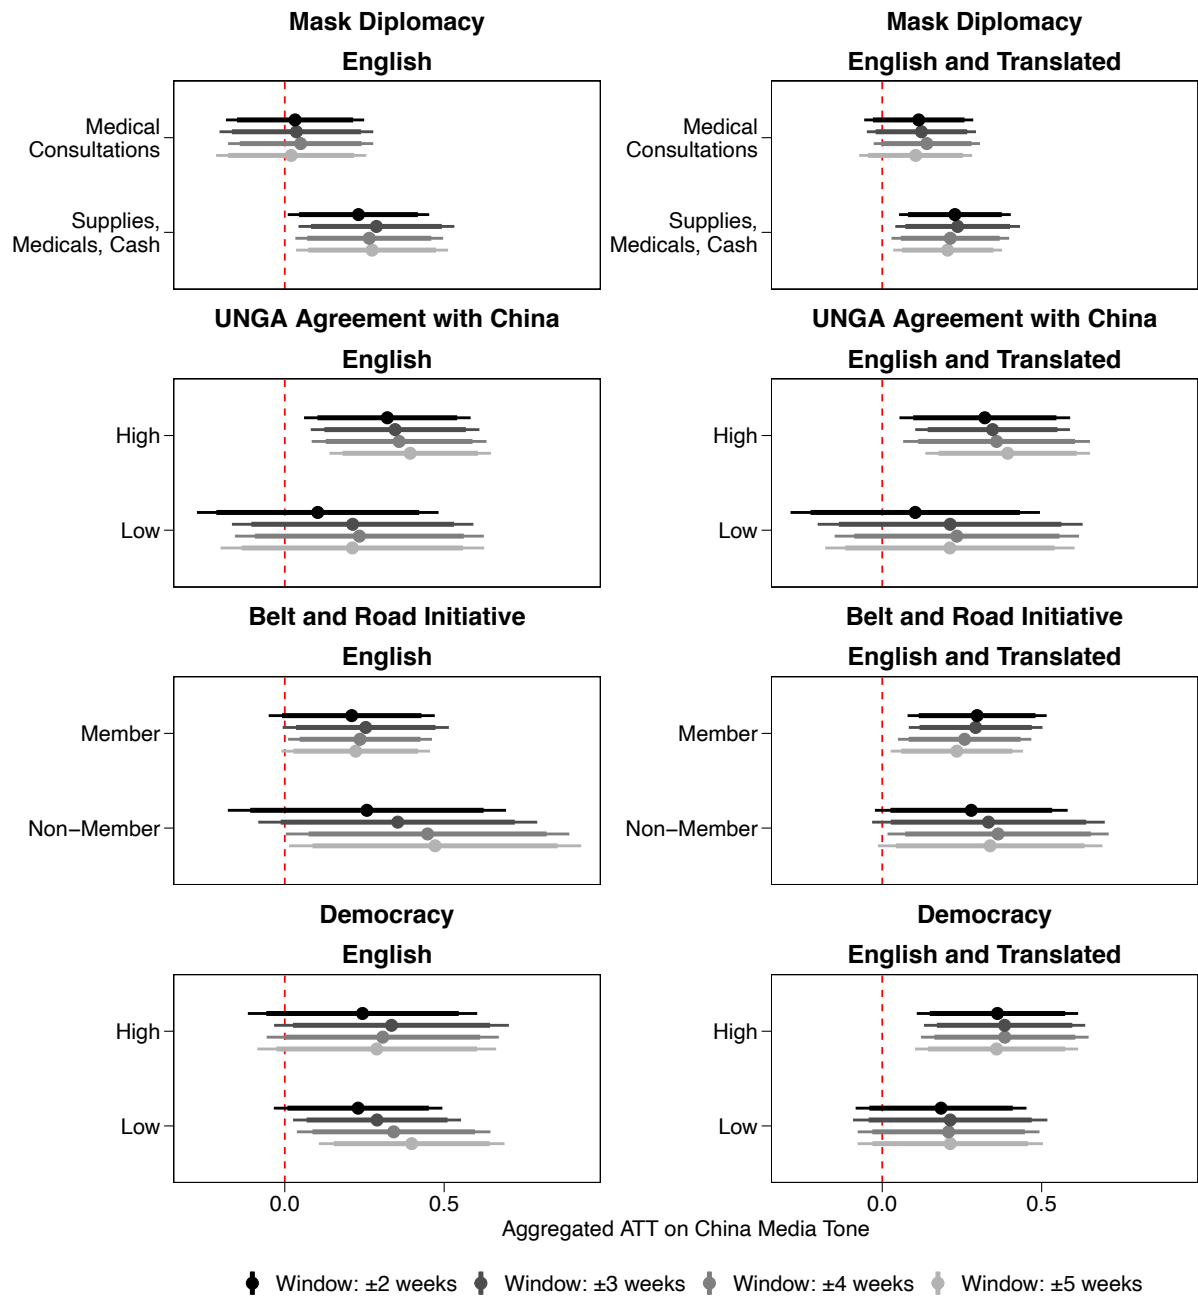 Mask Diplomacy
English
Medical
Consultations
Supplies,
Medicals, Cash
Mask Diplomacy
English and Translated
Medical
Consultations
Supplies,
Medicals, Cash
UNGA Agreement with China
English
High
Low
UNGA Agreement with China
English and Translated
High
Low
Belt and Road Initiative
English
Member
Non−Member
Belt and Road Initiative
English and Translated
Member
Non−Member
Democracy
English
High
Low
0.0 0.5
Democracy
English and Translated
High
Low
0.0 0.5
Aggregated ATT on China Media Tone
Window: ±2 weeks Window: ±3 weeks Window: ±4 weeks Window: ±5 weeks